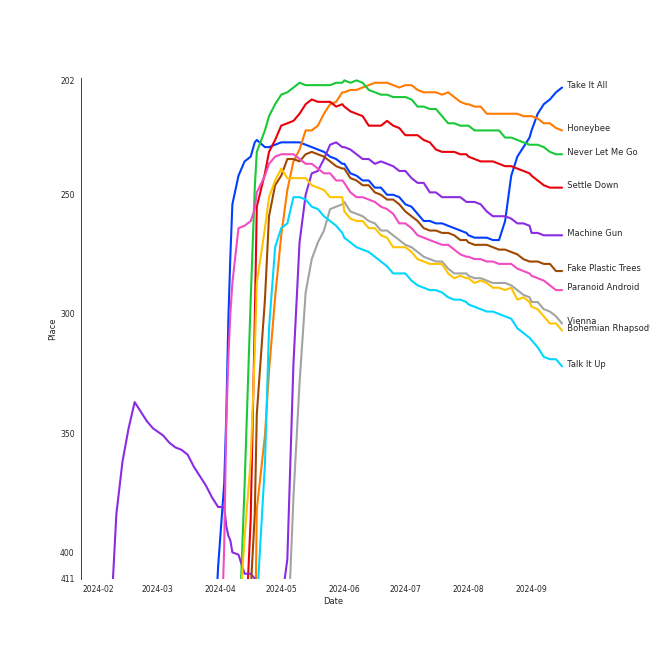 202
250
300
350
400
411
Place
2024-02
2024-03
2024-04
2024-05
2024-06
2024-07
2024-08
2024-09
Date
Take It All
Honeybee
Never Let Me Go
Settle Down
Machine Gun
Fake Plastic Trees
Paranoid Android
Vienna
Bohemian Rhapsod
Talk It Up